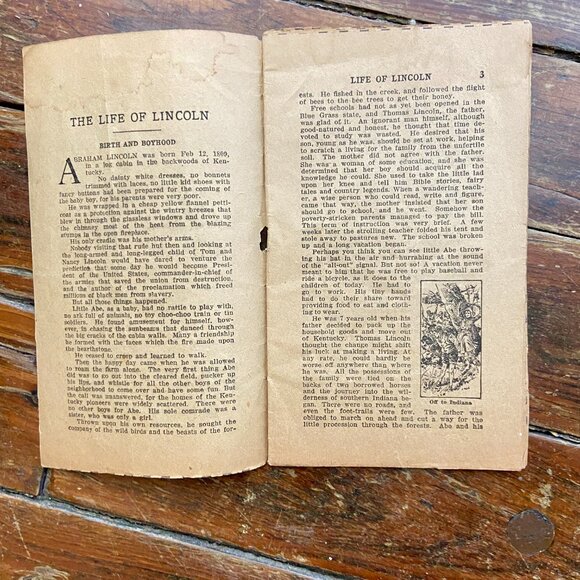 THE LIFE OF LINCOLN
BIRTH AND BOYHOOD
ABRAHAM LINCOLN was born Feb 12, 1809,
in a log cabin in the backwoods of Ken-
tucky.
No dainty white dresses, no bonnets
trimmed with laces, no little kid shoes with
fancy buttons had been prepared for the coming of
the baby boy, for his parents were very poor.
He was wrapped in a cheap yellow flannel petti-
coat as a protection against the wintry breezes that
blew in through the glassless windows and drove up
the chimney most of the heat from the blazing
stumps in the open fireplace.
His only cradle was his mother's arms.
Nobody visiting that rude hut then and looking at
the long-armed and long-legged child of Tom and
Nancy Lincoln would have dared to venture the
prediction that some day he would become Presi-
dent of the United States, commander-in-chief of
the armies that saved the union from destruction,
and the author of the proclamation which freed
millions of black men from slavery.
But all those things happened.
Little Abe, as a baby, had no rattle to play with,
no ark full of animals, no toy choo-choo train or tin
soldiers. He found amusement for himself, how-
ever, in chasing the sunbeams that danced through
the big cracks of the cabin walls. Many a friendship
he formed with the faces which the fire made upon
the hearthstone.
He ceased to creep and learned to walk.
Then the happy day came when he was allowed
to roam the farm alone. The very first thing Abe
did was to go out into the cleared field, pucker up
his lips, and whistle for all the other boys of the
neighborhood to come over and have some fun. But
the call was unanswered, for the homes of the Ken-
tucky pioneers were widely scattered. There were
no other boys for Abe. His sole comrade was a
sister, who was only a girl.
Thrown upon his own resources, he sought the
company of the wild birds and the beasts of the for-
LIFE OF LINCOLN 3
ests. He fished in the creek, and followed the flight
of bees to the bee trees to get their honey.
Free schools had not as yet been opened in the
Blue Grass state, and Thomas Lincoln, the father,
was glad of it. An ignorant man himself, although
good-natured and honest, he thought that time de-
voted to study was wasted. He desired that his
son, young as he was, should be set at work, helping
to scratch a living for the family from the unfertile
soil. The mother did not agree with the father.
She was a woman of some education, and she was
determined that her boy should acquire all the
knowledge he could. She used to take the little lad
upon her knee and tell him Bible stories, fairy
tales and country legends. When a wandering teach-
er, a wise person who could read, write and figure,
came that way, the mother insisted that her son
should go to school, and he went. Somehow the
poverty-stricken parents managed to pay the bill.
This term of instruction was very brief. A few
weeks later the strolling teacher folded his tent and
stole away to pastures new. The school was broken
up and a long vacation began.
Perhaps you think you can see little Abe throw-
ing his hat in the air and hurrahing at the sound
of the "all-out" signal. But not so! A vacation never
meant to him that he was free to play baseball and
ride a bicycle, as it does to the
children of today. He had to
go to work. His tiny hands
had to do their share toward
providing food to eat and cloth-
ing to wear.
He was 7 years old when his
father decided to pack up the
household goods and move out
of Kentucky. Thomas Lincoln
thought the change might shift
his luck at making a living. At
any rate, he could hardly be
worse off anywhere than where
he was. All the possessions of
the family were tied on the
backs of two borrowed horses
and the journey into the wil-
derness of southern Indiana be-
gan. There were no roads, and
even the foot-trails were few. The father was
obliged to march on ahead and cut a way for the
little procession through the forests. Abe and his
Off to Indiana